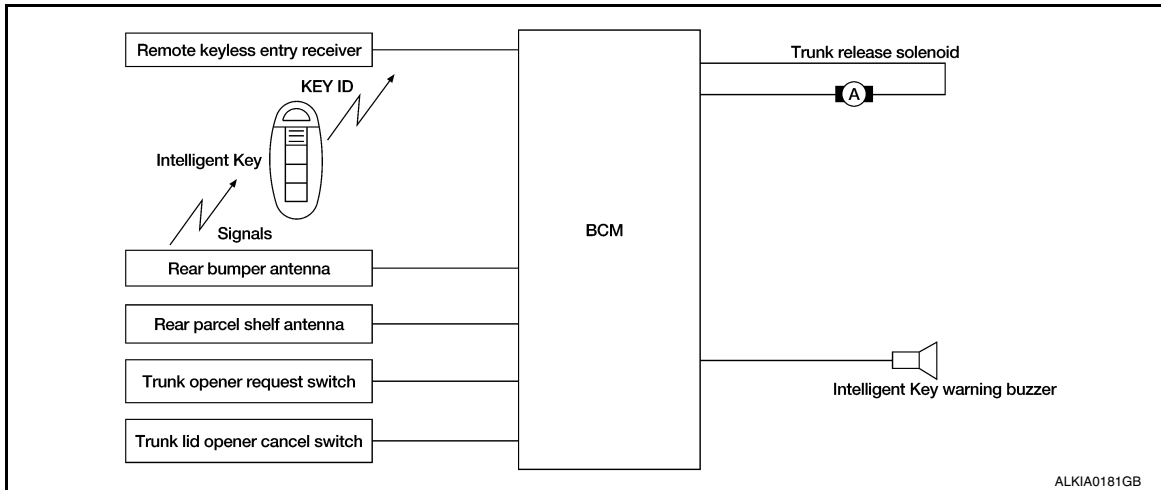 Remote keyless entry receiver
KEY ID
Intelligent Key
Signals
Rear bumper antenna
Rear parcel shelf antenna
Trunk opener request switch
Trunk lid opener cancel switch
BCM
Trunk release solenoid
A
Intelligent Key warning buzzer
ALKIA0181GB